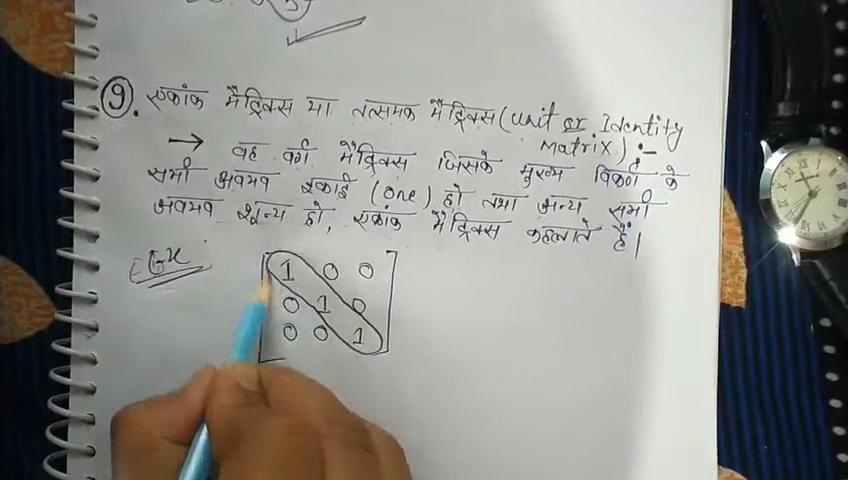 9. एकांक मैट्रिक्स या तत्समक मैट्रिक्स (unit or Identity
Matrix) :-
→ वह वर्ग मैट्रिक्स जिसके मुख्य विकर्ण के
सभी अवयव इकाई (one) हो तथा अन्य सभी
अवयव शून्य हो, एकांक मैट्रिक्स कहलाते हैं।
Ex
1 0 0
0 1 0
0 0 1